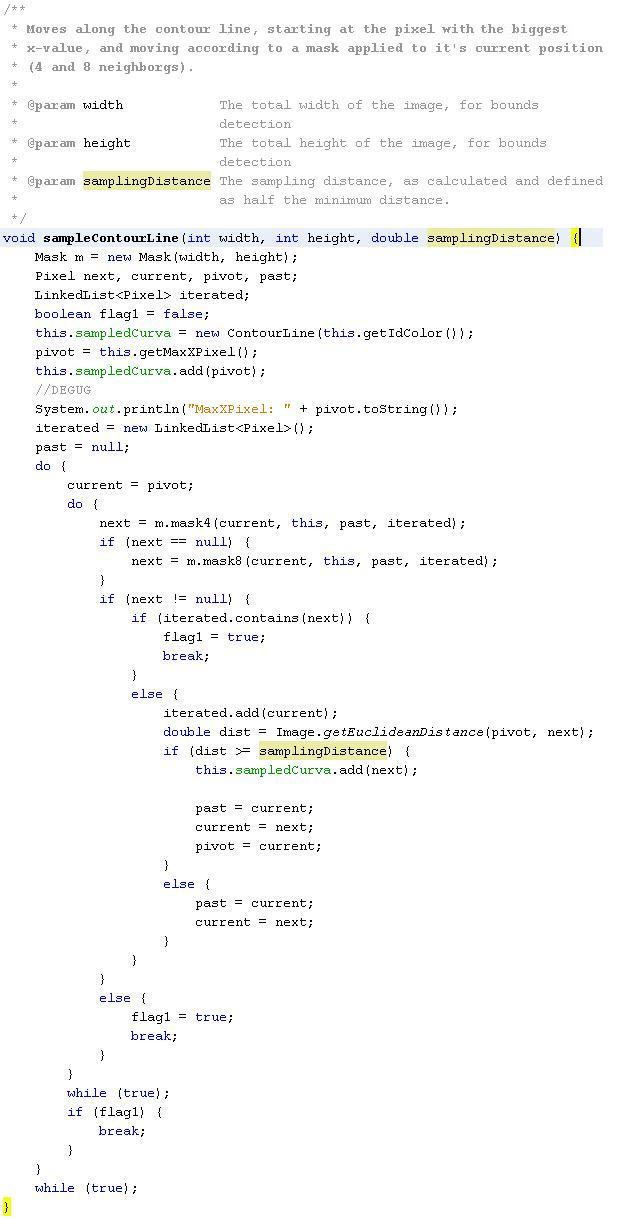 /**
 * Moves along the contour line, starting at the pixel with the biggest
 * x-value, and moving according to a mask applied to it's current position
 * (4 and 8 neighborgs).
 *
 * @param width            The total width of the image, for bounds
 *                         detection
 * @param height           The total height of the image, for bounds
 *                         detection
 * @param samplingDistance The sampling distance, as calculated and defined
 *                         as half the minimum distance.
 */
void sampleContourLine(int width, int height, double samplingDistance) {
    Mask m = new Mask(width, height);
    Pixel next, current, pivot, past;
    LinkedList<Pixel> iterated;
    boolean flag1 = false;
    this.sampledCurva = new ContourLine(this.getIdColor());
    pivot = this.getMaxXPixel();
    this.sampledCurva.add(pivot);
    //DEGUG
    System.out.println("MaxXPixel: " + pivot.toString());
    iterated = new LinkedList<Pixel>();
    past = null;
    do {
        current = pivot;
        do {
            next = m.mask4(current, this, past, iterated);
            if (next == null) {
                next = m.mask8(current, this, past, iterated);
            }
            if (next != null) {
                if (iterated.contains(next)) {
                    flag1 = true;
                    break;
                }
                else {
                    iterated.add(current);
                    double dist = Image.getEuclideanDistance(pivot, next);
                    if (dist >= samplingDistance) {
                        this.sampledCurva.add(next);

                        past = current;
                        current = next;
                        pivot = current;
                    }
                    else {
                        past = current;
                        current = next;
                    }
                }
            }
            else {
                flag1 = true;
                break;
            }
        }
        while (true);
        if (flag1) {
            break;
        }
    }
    while (true);
}